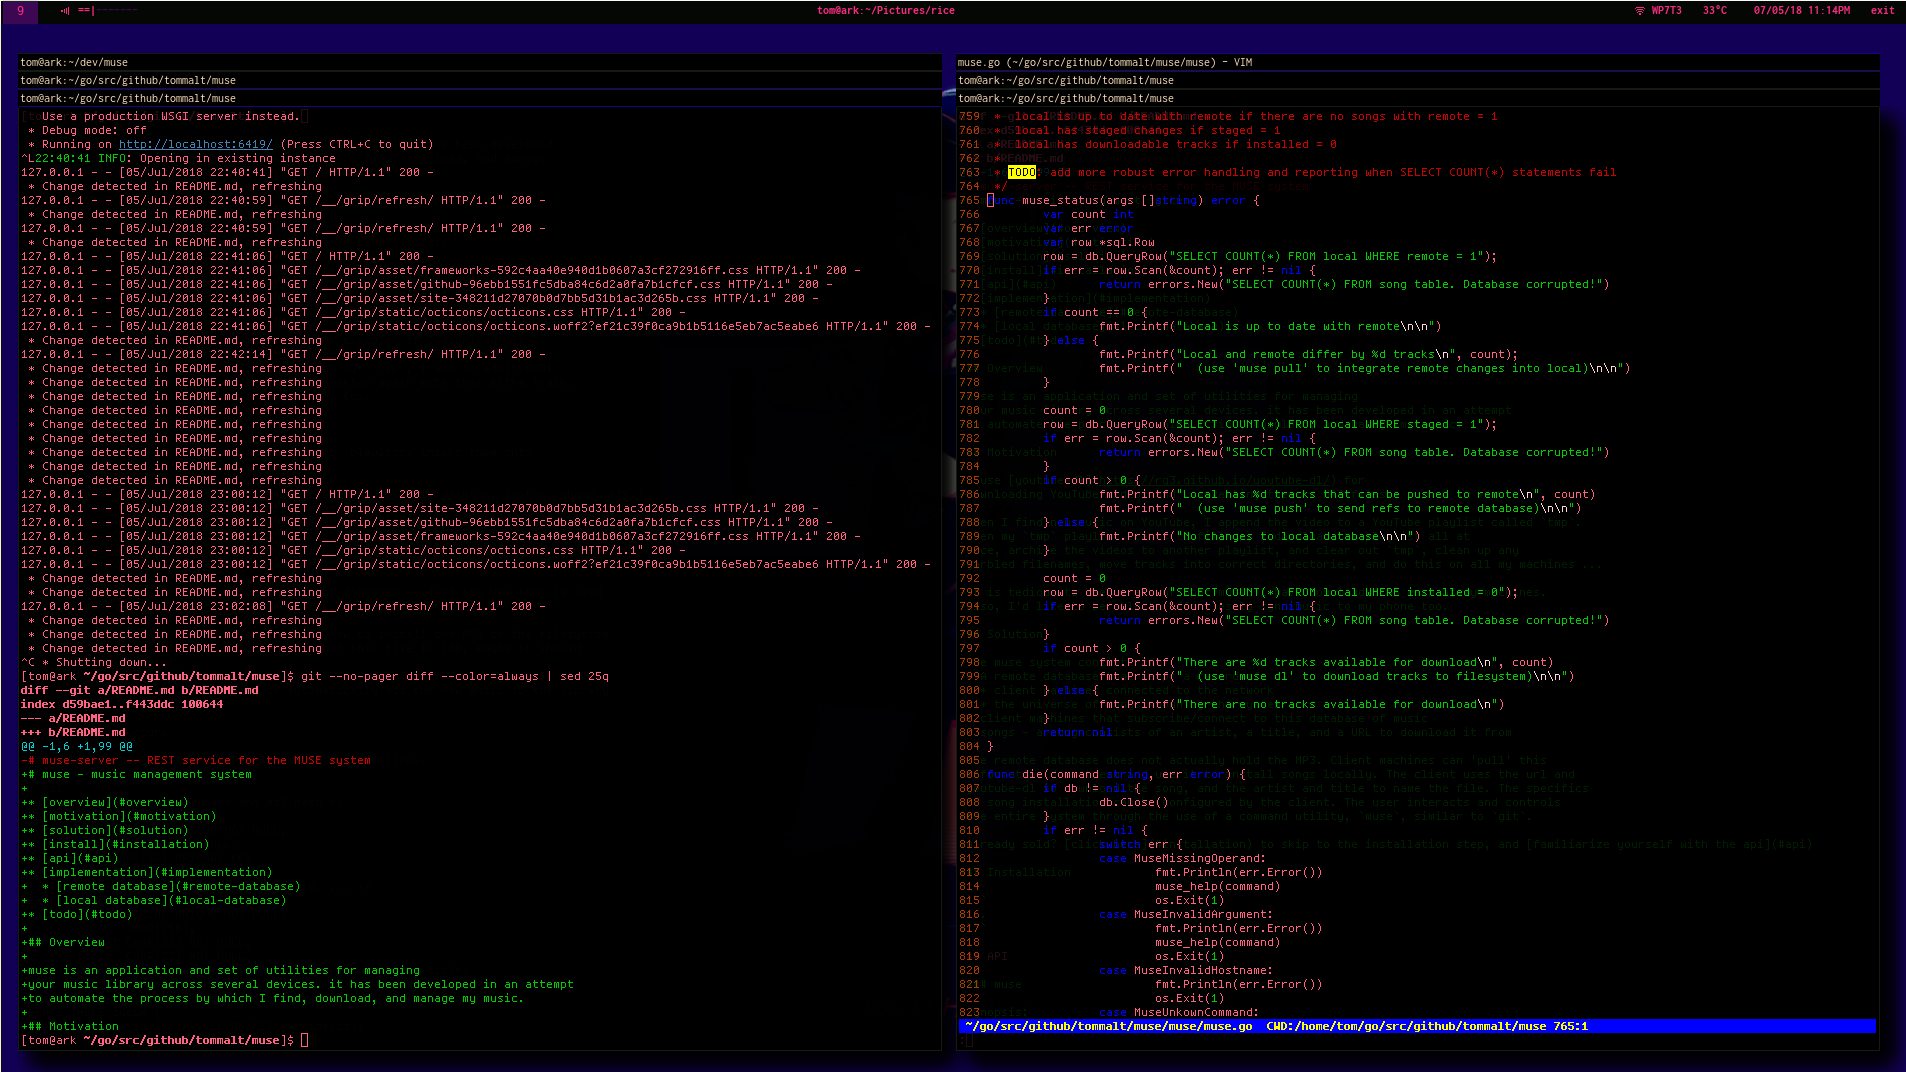 9 ==|------- tom@ark:~/Pictures/rice WP7T3 33°C 07/05/18 11:14PM exit
tom@ark:~/dev/muse
tom@ark:~/go/src/github/tommalt/muse
tom@ark:~/go/src/github/tommalt/muse
Use a production WSGI server instead.
* Debug mode: off
* Running on http://localhost:6419/ (Press CTRL+C to quit)
^L22:40:41 INFO: Opening in existing instance
127.0.0.1 - - [05/Jul/2018 22:40:41] "GET / HTTP/1.1" 200 -
* Change detected in README.md, refreshing
127.0.0.1 - - [05/Jul/2018 22:40:59] "GET /__/grip/refresh/ HTTP/1.1" 200 -
* Change detected in README.md, refreshing
127.0.0.1 - - [05/Jul/2018 22:40:59] "GET /__/grip/refresh/ HTTP/1.1" 200 -
* Change detected in README.md, refreshing
127.0.0.1 - - [05/Jul/2018 22:41:06] "GET / HTTP/1.1" 200 -
127.0.0.1 - - [05/Jul/2018 22:41:06] "GET /__/grip/asset/frameworks-592c4aa40e940d1b0607a3cf272916ff.css HTTP/1.1" 200 -
127.0.0.1 - - [05/Jul/2018 22:41:06] "GET /__/grip/asset/github-96ebb1551fc5dba84c6d2a0fa7b1cfcf.css HTTP/1.1" 200 -
127.0.0.1 - - [05/Jul/2018 22:41:06] "GET /__/grip/asset/site-348211d27070b0d7bb5d31b1ac3d265b.css HTTP/1.1" 200 -
127.0.0.1 - - [05/Jul/2018 22:41:06] "GET /__/grip/static/octicons/octicons.css HTTP/1.1" 200 -
127.0.0.1 - - [05/Jul/2018 22:41:06] "GET /__/grip/static/octicons/octicons.woff2?ef21c39f0ca9b1b5116e5eb7ac5eabe6 HTTP/1.1" 200 -
* Change detected in README.md, refreshing
127.0.0.1 - - [05/Jul/2018 22:42:14] "GET /__/grip/refresh/ HTTP/1.1" 200 -
* Change detected in README.md, refreshing
* Change detected in README.md, refreshing
* Change detected in README.md, refreshing
* Change detected in README.md, refreshing
* Change detected in README.md, refreshing
* Change detected in README.md, refreshing
* Change detected in README.md, refreshing
* Change detected in README.md, refreshing
* Change detected in README.md, refreshing
127.0.0.1 - - [05/Jul/2018 23:00:12] "GET / HTTP/1.1" 200 -
127.0.0.1 - - [05/Jul/2018 23:00:12] "GET /__/grip/asset/site-348211d27070b0d7bb5d31b1ac3d265b.css HTTP/1.1" 200 -
127.0.0.1 - - [05/Jul/2018 23:00:12] "GET /__/grip/asset/github-96ebb1551fc5dba84c6d2a0fa7b1cfcf.css HTTP/1.1" 200 -
127.0.0.1 - - [05/Jul/2018 23:00:12] "GET /__/grip/asset/frameworks-592c4aa40e940d1b0607a3cf272916ff.css HTTP/1.1" 200 -
127.0.0.1 - - [05/Jul/2018 23:00:12] "GET /__/grip/static/octicons/octicons.css HTTP/1.1" 200 -
127.0.0.1 - - [05/Jul/2018 23:00:12] "GET /__/grip/static/octicons/octicons.woff2?ef21c39f0ca9b1b5116e5eb7ac5eabe6 HTTP/1.1" 200 -
* Change detected in README.md, refreshing
* Change detected in README.md, refreshing
127.0.0.1 - - [05/Jul/2018 23:02:08] "GET /__/grip/refresh/ HTTP/1.1" 200 -
* Change detected in README.md, refreshing
* Change detected in README.md, refreshing
* Change detected in README.md, refreshing
^C * Shutting down...
[tom@ark ~/go/src/github/tommalt/muse]$ git --no-pager diff --color=always | sed 25q
diff --git a/README.md b/README.md
index d59bae1..f443ddc 100644
--- a/README.md
+++ b/README.md
@@ -1,6 +1,99 @@
-# muse-server -- REST service for the MUSE system
+# muse - music management system
+
+* [overview](#overview)
+* [motivation](#motivation)
+* [solution](#solution)
+* [install](#installation)
+* [api](#api)
+* [implementation](#implementation)
+  * [remote database](#remote-database)
+  * [local database](#local-database)
+* [todo](#todo)
+
+## Overview
+
+muse is an application and set of utilities for managing
+your music library across several devices. it has been developed in an attempt
+to automate the process by which I find, download, and manage my music.
+
+## Motivation
[tom@ark ~/go/src/github/tommalt/muse]$
muse.go (~/go/src/github/tommalt/muse/muse) - VIM
tom@ark:~/go/src/github/tommalt/muse
tom@ark:~/go/src/github/tommalt/muse
759 * local is up to date with remote if there are no songs with remote = 1
760 * local has staged changes if staged = 1
761 * local has downloadable tracks if installed = 0
762 *
763 * TODO: add more robust error handling and reporting when SELECT COUNT(*) statements fail
764 */
765 func muse_status(args []string) error {
766 var count int
767 var err error
768 var row *sql.Row
769 row = db.QueryRow("SELECT COUNT(*) FROM local WHERE remote = 1");
770 if err = row.Scan(&count); err != nil {
771 return errors.New("SELECT COUNT(*) FROM song table. Database corrupted!")
772 }
773 if count == 0 {
774 fmt.Printf("Local is up to date with remote\n\n")
775 } else {
776 fmt.Printf("Local and remote differ by %d tracks\n", count);
777 fmt.Printf("  (use 'muse pull' to integrate remote changes into local)\n\n")
778 }
779
780 count = 0
781 row = db.QueryRow("SELECT COUNT(*) FROM local WHERE staged = 1");
782 if err = row.Scan(&count); err != nil {
783 return errors.New("SELECT COUNT(*) FROM song table. Database corrupted!")
784 }
785 if count > 0 {
786 fmt.Printf("Local has %d tracks that can be pushed to remote\n", count)
787 fmt.Printf("  (use 'muse push' to send refs to remote database)\n\n")
788 } else {
789 fmt.Printf("No changes to local database\n\n")
790 }
791
792 count = 0
793 row = db.QueryRow("SELECT COUNT(*) FROM local WHERE installed = 0");
794 if err = row.Scan(&count); err != nil {
795 return errors.New("SELECT COUNT(*) FROM song table. Database corrupted!")
796 }
797 if count > 0 {
798 fmt.Printf("There are %d tracks available for download\n", count)
799 fmt.Printf("  (use 'muse dl' to download tracks to filesystem)\n\n")
800 } else {
801 fmt.Printf("There are no tracks available for download\n")
802 }
803 return nil
804 }
805
806 func die(command string, err error) {
807 if db != nil {
808 db.Close()
809 }
810 if err != nil {
811 switch err {
812 case MuseMissingOperand:
813 fmt.Println(err.Error())
814 muse_help(command)
815 os.Exit(1)
816 case MuseInvalidArgument:
817 fmt.Println(err.Error())
818 muse_help(command)
819 os.Exit(1)
820 case MuseInvalidHostname:
821 fmt.Println(err.Error())
822 os.Exit(1)
823 case MuseUnkownCommand:
~/go/src/github/tommalt/muse/muse/muse.go CWD:/home/tom/go/src/github/tommalt/muse 765:1